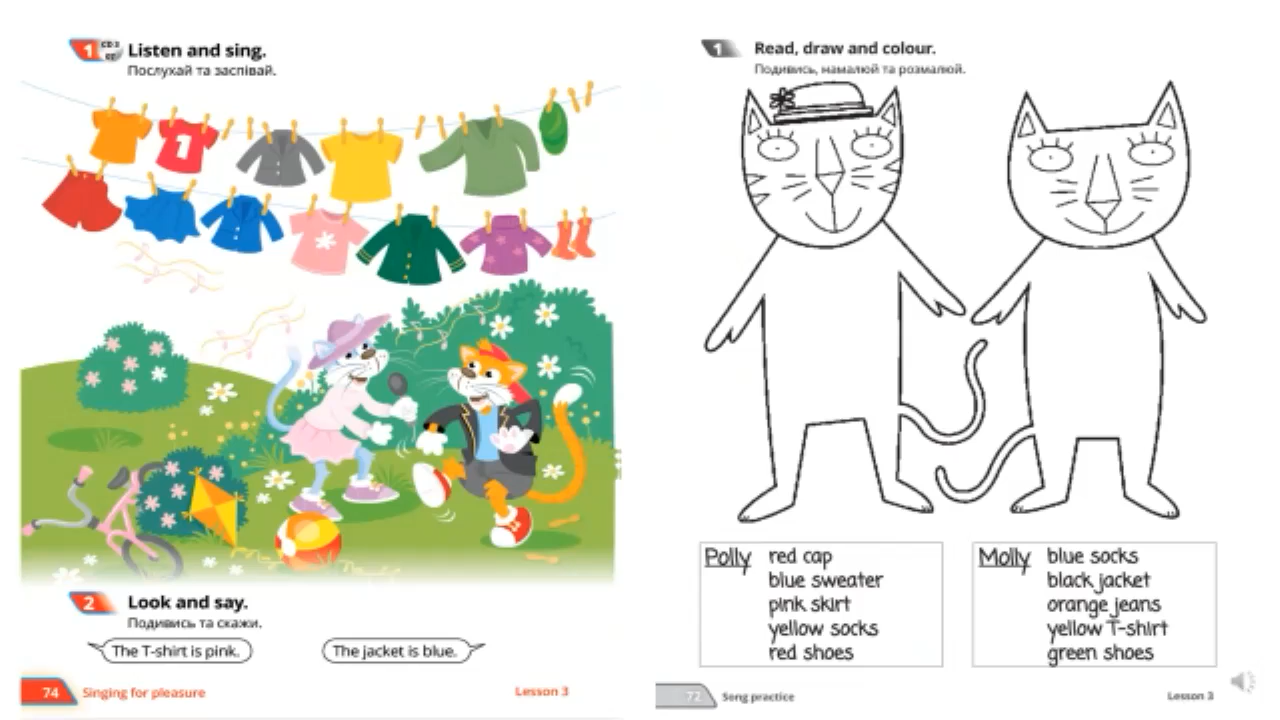 1 CD 3 Listen and sing.
Послухай та заспівай.
1
2 Look and say.
Подивись та скажи.
The T-shirt is pink.
The jacket is blue.
74 Singing for pleasure
Lesson 3
1 Read, draw and colour.
Подивись, намалюй та розмалюй.
Polly red cap
blue sweater
pink skirt
yellow socks
red shoes
Molly blue socks
black jacket
orange jeans
yellow T-shirt
green shoes
72 Song practice
Lesson 3